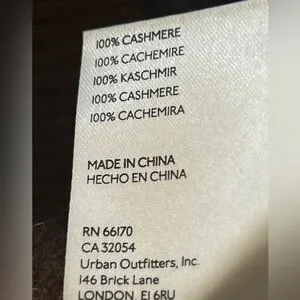 100% CASHMERE
100% CACHEMIRE
100% KASCHMIR
100% CASHMERE
100% CACHEMIRA
MADE IN CHINA
HECHO EN CHINA
RN 66170
CA 32054
Urban Outfitters, Inc.
146 Brick Lane
LONDON, E1 6RU